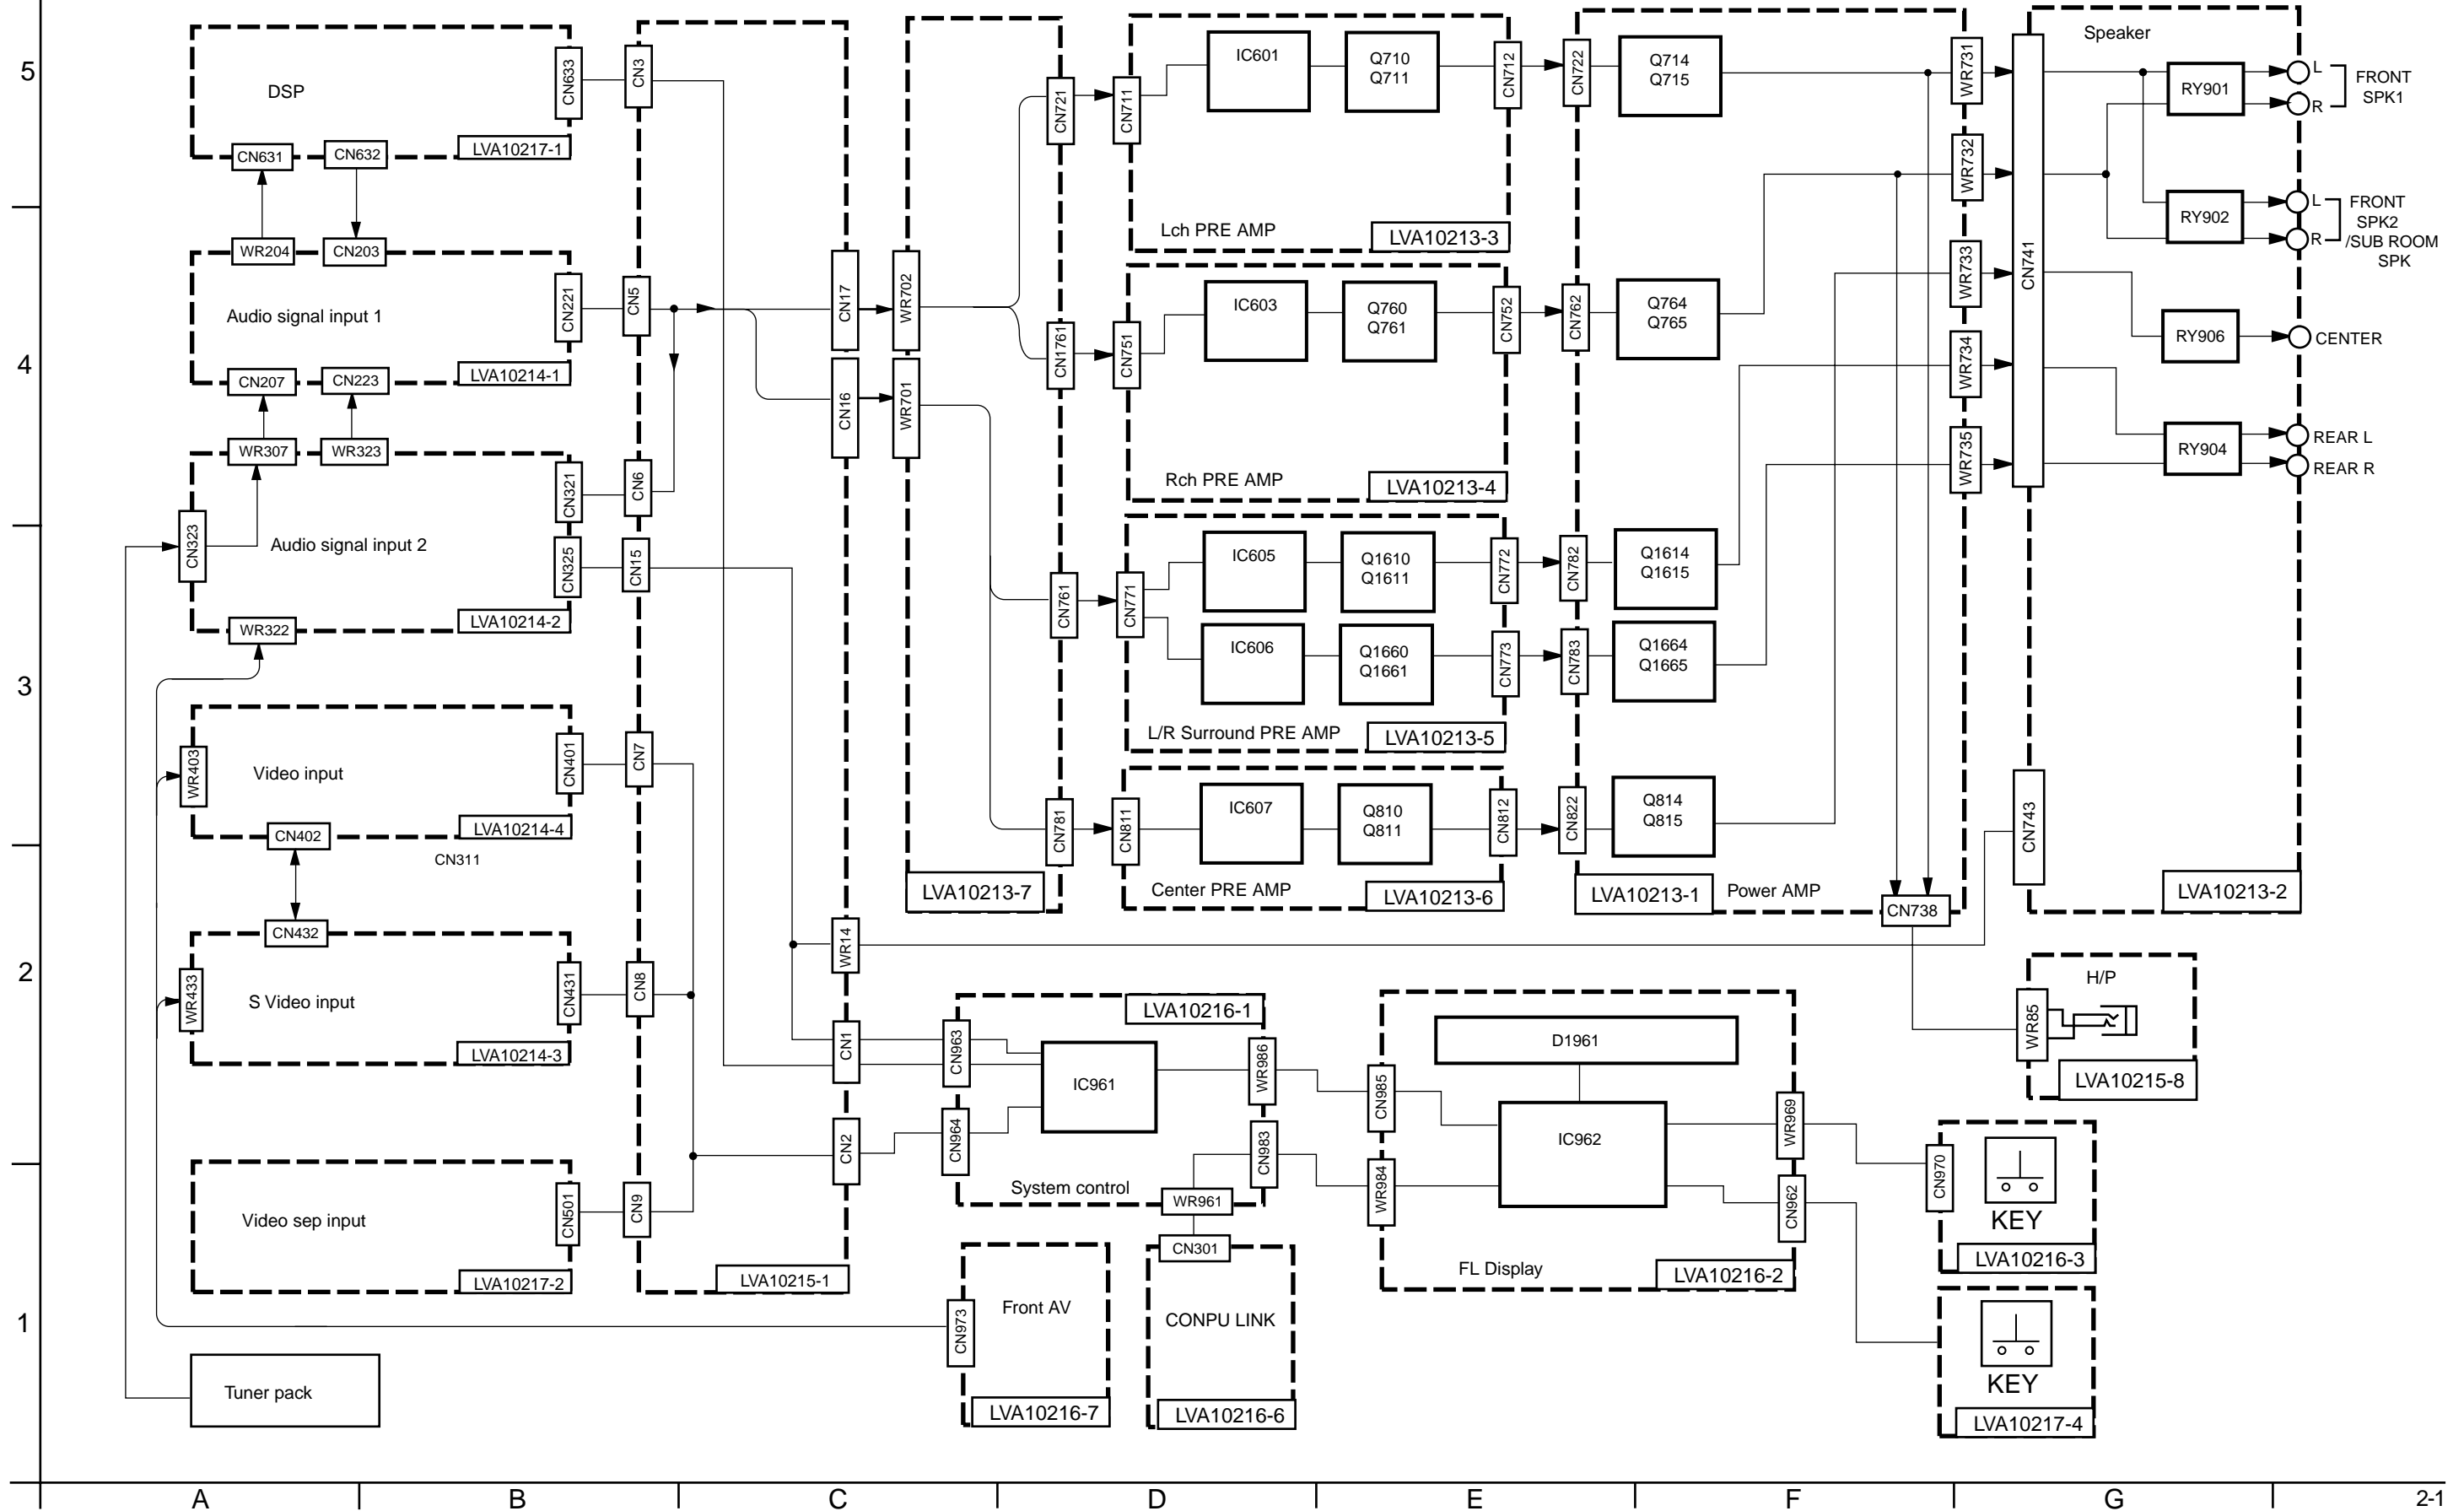 5
4
3
2
1
DSP
CN633
CN631
CN632
LVA10217-1
WR204
CN203
Audio signal input 1
CN221
CN207
CN223
LVA10214-1
WR307
WR323
CN323
Audio signal input 2
CN321
CN325
WR322
LVA10214-2
WR403
Video input
CN401
CN402
LVA10214-4
CN311
CN432
WR433
S Video input
CN431
LVA10214-3
Video sep input
CN501
LVA10217-2
Tuner pack
CN3
CN5
CN6
CN15
CN7
CN8
CN9
CN17
CN16
WR14
CN1
CN2
LVA10215-1
WR702
WR701
CN721
CN1761
CN761
CN781
LVA10213-7
CN711
IC601
Q710
Q711
CN712
Lch PRE AMP
LVA10213-3
CN751
IC603
Q760
Q761
CN752
Rch PRE AMP
LVA10213-4
CN771
IC605
Q1610
Q1611
CN772
IC606
Q1660
Q1661
CN773
L/R Surround PRE AMP
LVA10213-5
CN811
IC607
Q810
Q811
CN812
Center PRE AMP
LVA10213-6
CN722
Q714
Q715
CN762
Q764
Q765
CN782
Q1614
Q1615
CN783
Q1664
Q1665
CN822
Q814
Q815
LVA10213-1
Power AMP
CN738
WR731
WR732
WR733
WR734
WR735
Speaker
CN741
CN743
RY901
RY902
RY906
RY904
LVA10213-2
L
R
FRONT
SPK1
L
R
FRONT
SPK2
/SUB ROOM
SPK
CENTER
REAR L
REAR R
LVA10216-1
CN963
CN964
IC961
WR986
CN983
System control
WR961
CN973
Front AV
LVA10216-7
CN301
CONPU LINK
LVA10216-6
CN985
WR984
D1961
IC962
WR969
CN962
FL Display
LVA10216-2
H/P
WR85
LVA10215-8
CN970
KEY
LVA10216-3
KEY
LVA10217-4
A
B
C
D
E
F
G
2-1